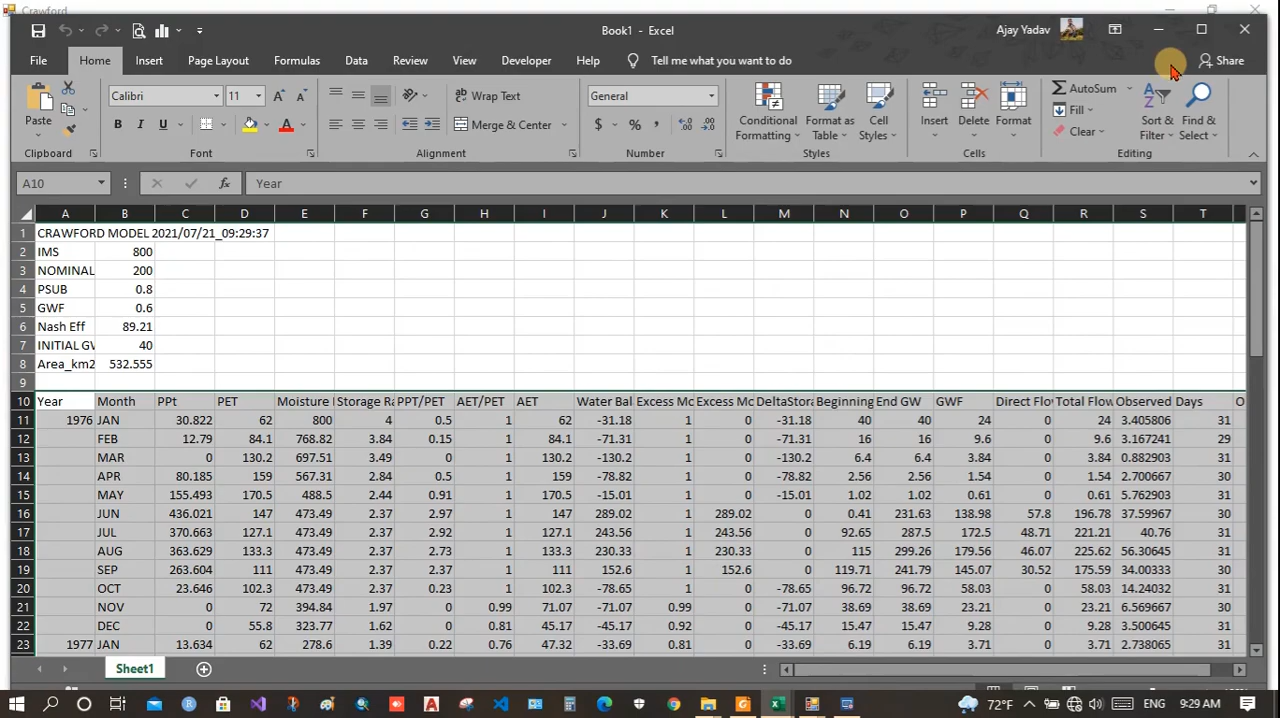 Crawford
Book1 - Excel
Ajay Yadav
File Home Insert Page Layout Formulas Data Review View Developer Help Tell me what you want to do Share
Calibri 11 Wrap Text General AutoSum
Paste Merge & Center $ % , Conditional Formatting Format as Table Cell Styles Insert Delete Format Fill Clear Sort & Filter Find & Select
B I U A
Clipboard Font Alignment Number Styles Cells Editing
A10 fx Year
A B C D E F G H I J K L M N O P Q R S T
1 CRAWFORD MODEL 2021/07/21_09:29:37
2 IMS 800
3 NOMINAL 200
4 PSUB 0.8
5 GWF 0.6
6 Nash Eff 89.21
7 INITIAL GV 40
8 Area_km2 532.555
9
10 Year Month PPt PET Moisture Storage Ra PPT/PET AET/PET AET Water Bal Excess Mo Excess Mo DeltaStora Beginning End GW GWF Direct Flo Total Flow Observed Days O
11 1976 JAN 30.822 62 800 4 0.5 1 62 -31.18 1 0 -31.18 40 40 24 0 24 3.405806 31
12 FEB 12.79 84.1 768.82 3.84 0.15 1 84.1 -71.31 1 0 -71.31 16 16 9.6 0 9.6 3.167241 29
13 MAR 0 130.2 697.51 3.49 0 1 130.2 -130.2 1 0 -130.2 6.4 6.4 3.84 0 3.84 0.882903 31
14 APR 80.185 159 567.31 2.84 0.5 1 159 -78.82 1 0 -78.82 2.56 2.56 1.54 0 1.54 2.700667 30
15 MAY 155.493 170.5 488.5 2.44 0.91 1 170.5 -15.01 1 0 -15.01 1.02 1.02 0.61 0 0.61 5.762903 31
16 JUN 436.021 147 473.49 2.37 2.97 1 147 289.02 1 289.02 0 0.41 231.63 138.98 57.8 196.78 37.59967 30
17 JUL 370.663 127.1 473.49 2.37 2.92 1 127.1 243.56 1 243.56 0 92.65 287.5 172.5 48.71 221.21 40.76 31
18 AUG 363.629 133.3 473.49 2.37 2.73 1 133.3 230.33 1 230.33 0 115 299.26 179.56 46.07 225.62 56.30645 31
19 SEP 263.604 111 473.49 2.37 2.37 1 111 152.6 1 152.6 0 119.71 241.79 145.07 30.52 175.59 34.00333 30
20 OCT 23.646 102.3 473.49 2.37 0.23 1 102.3 -78.65 1 0 -78.65 96.72 96.72 58.03 0 58.03 14.24032 31
21 NOV 0 72 394.84 1.97 0 0.99 71.07 -71.07 0.99 0 -71.07 38.69 38.69 23.21 0 23.21 6.569667 30
22 DEC 0 55.8 323.77 1.62 0 0.81 45.17 -45.17 0.92 0 -45.17 15.47 15.47 9.28 0 9.28 3.500645 31
23 1977 JAN 13.634 62 278.6 1.39 0.22 0.76 47.32 -33.69 0.81 0 -33.69 6.19 6.19 3.71 0 3.71 2.738065 31
Sheet1
72°F ENG 9:29 AM